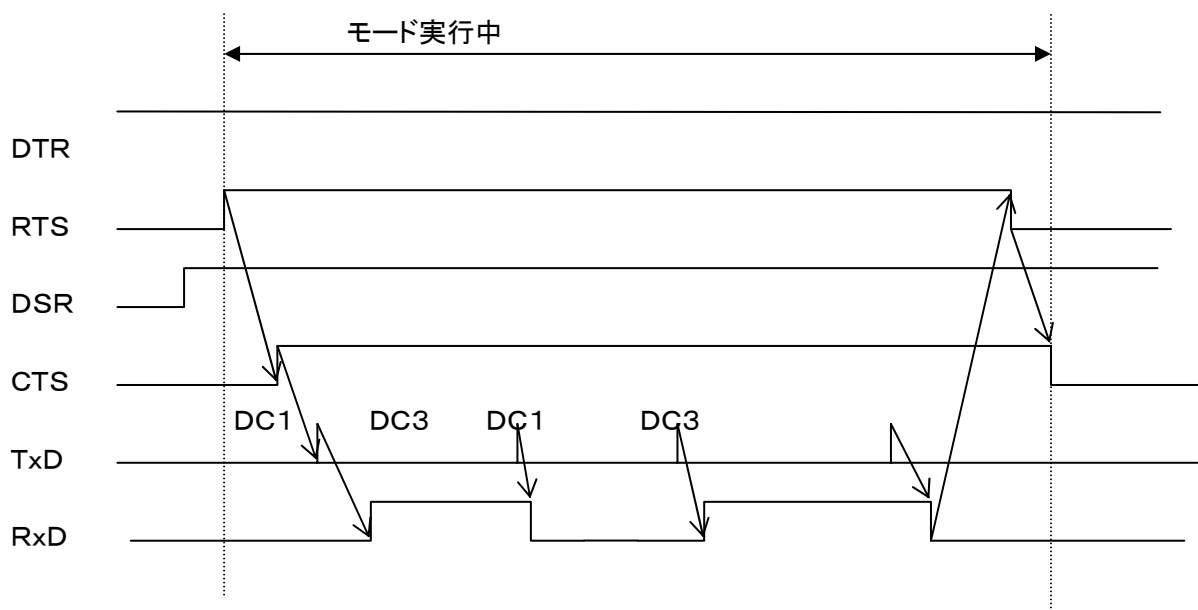 モード実行中
DTR
RTS
DSR
CTS
DC1 DC3 DC1 DC3
TxD
RxD